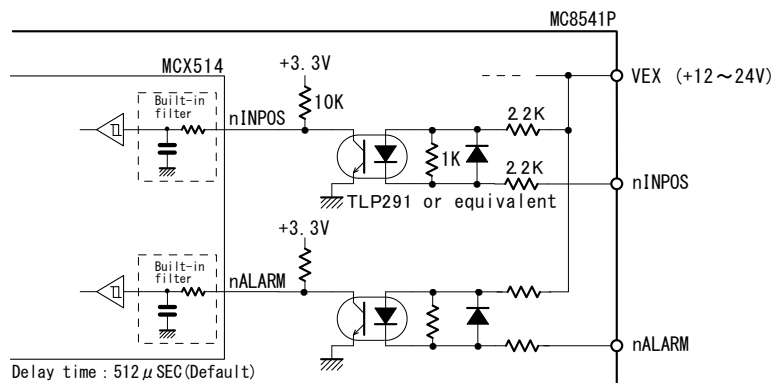 MC8541P
MCX514
+3.3V
VEX (+12～24V)
Built-in
filter
nINPOS
10K
2.2K
1K
2.2K
nINPOS
TLP291 or equivalent
+3.3V
Built-in
filter
nALARM
nALARM
Delay time : 512μSEC(Default)